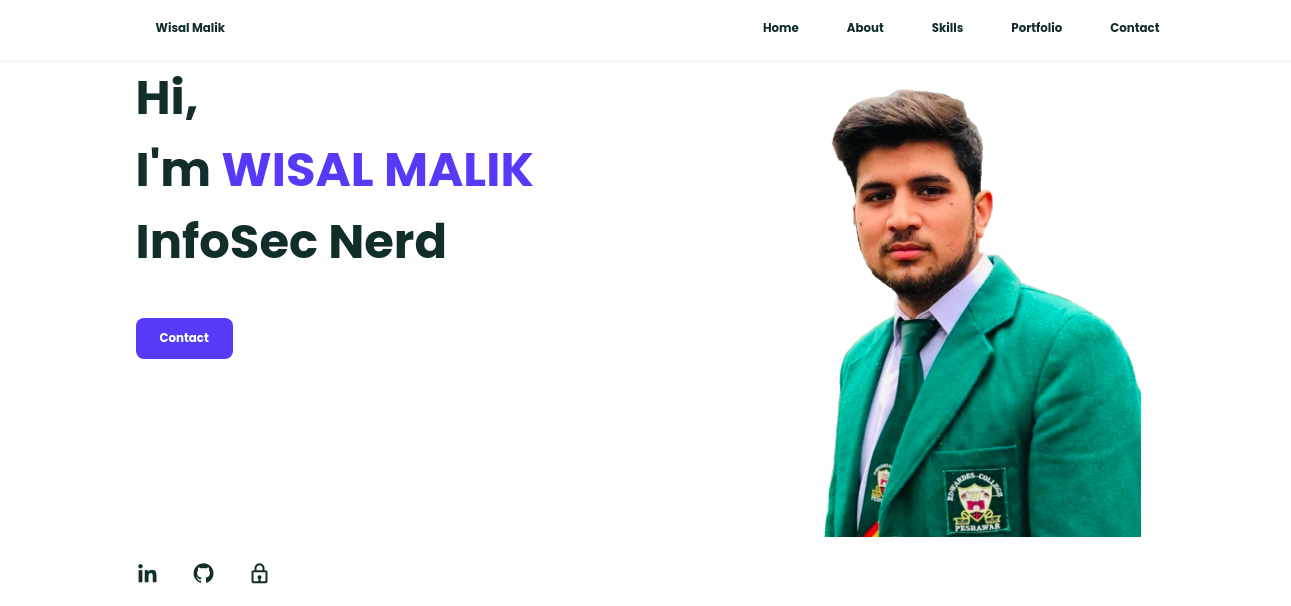 Wisal Malik
Home About Skills Portfolio Contact
Hi,
I'm WISAL MALIK
InfoSec Nerd
Contact
EDWARDES COLLEGE
PESHAWAR